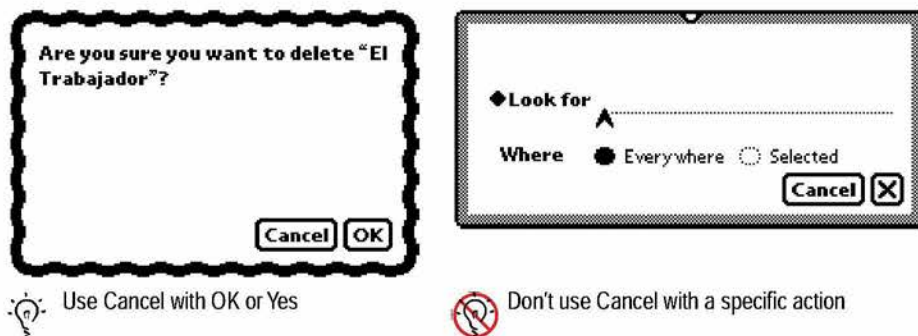 Are you sure you want to delete “El
Trabajador”?
Cancel OK
Use Cancel with OK or Yes
Look for
Where Everywhere Selected
Cancel
Don't use Cancel with a specific action